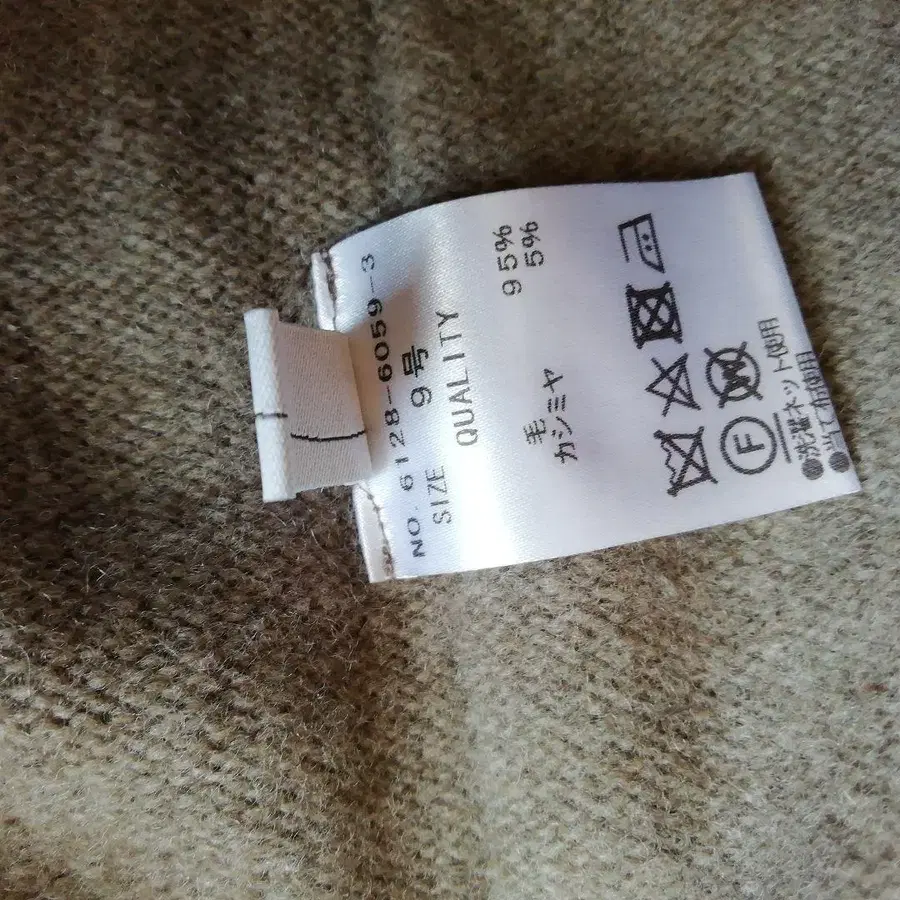 NO. 6128-6059-3
SIZE 9号
QUALITY
毛 95%
カシミヤ 5%
F W
●洗濯ネット使用
●当て布使用